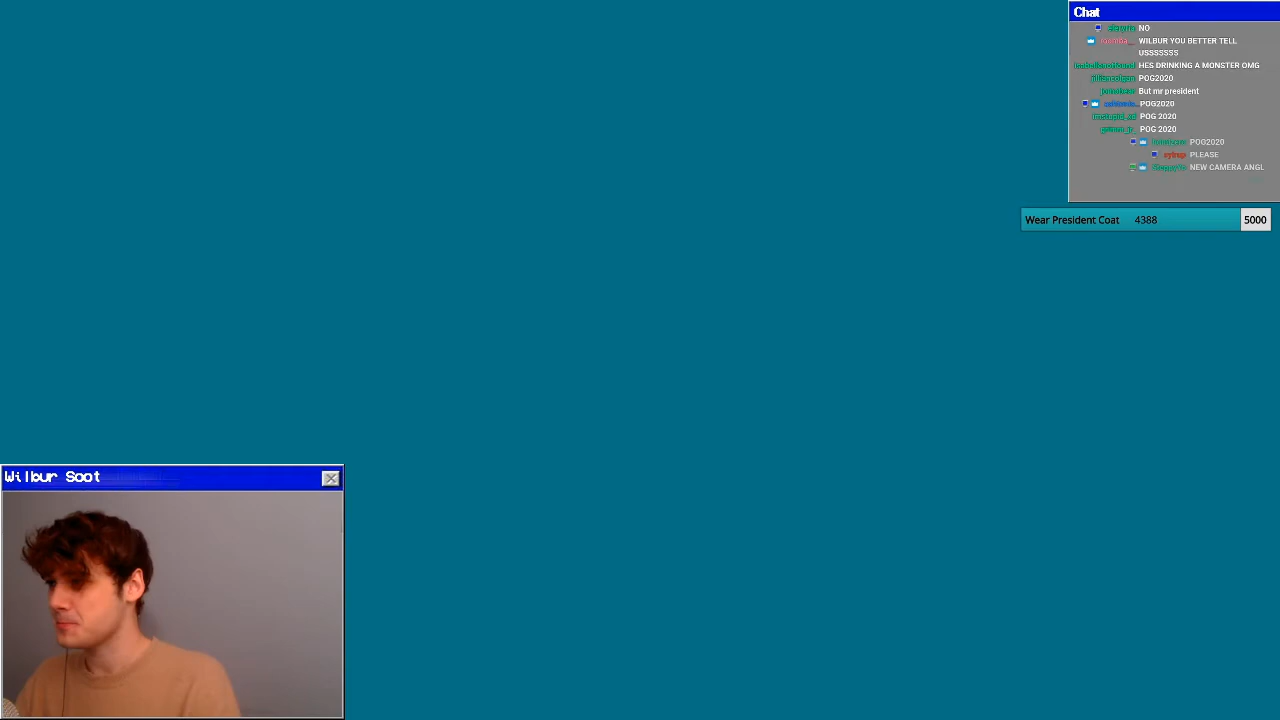 Chat
NO
WILBUR YOU BETTER TELL
USSSSSS
HES DRINKING A MONSTER OMG
POG2020
But mr president
POG2020
POG 2020
POG 2020
POG2020
PLEASE
NEW CAMERA ANGL
Wear President Coat 4388 5000
Wilbur Soot